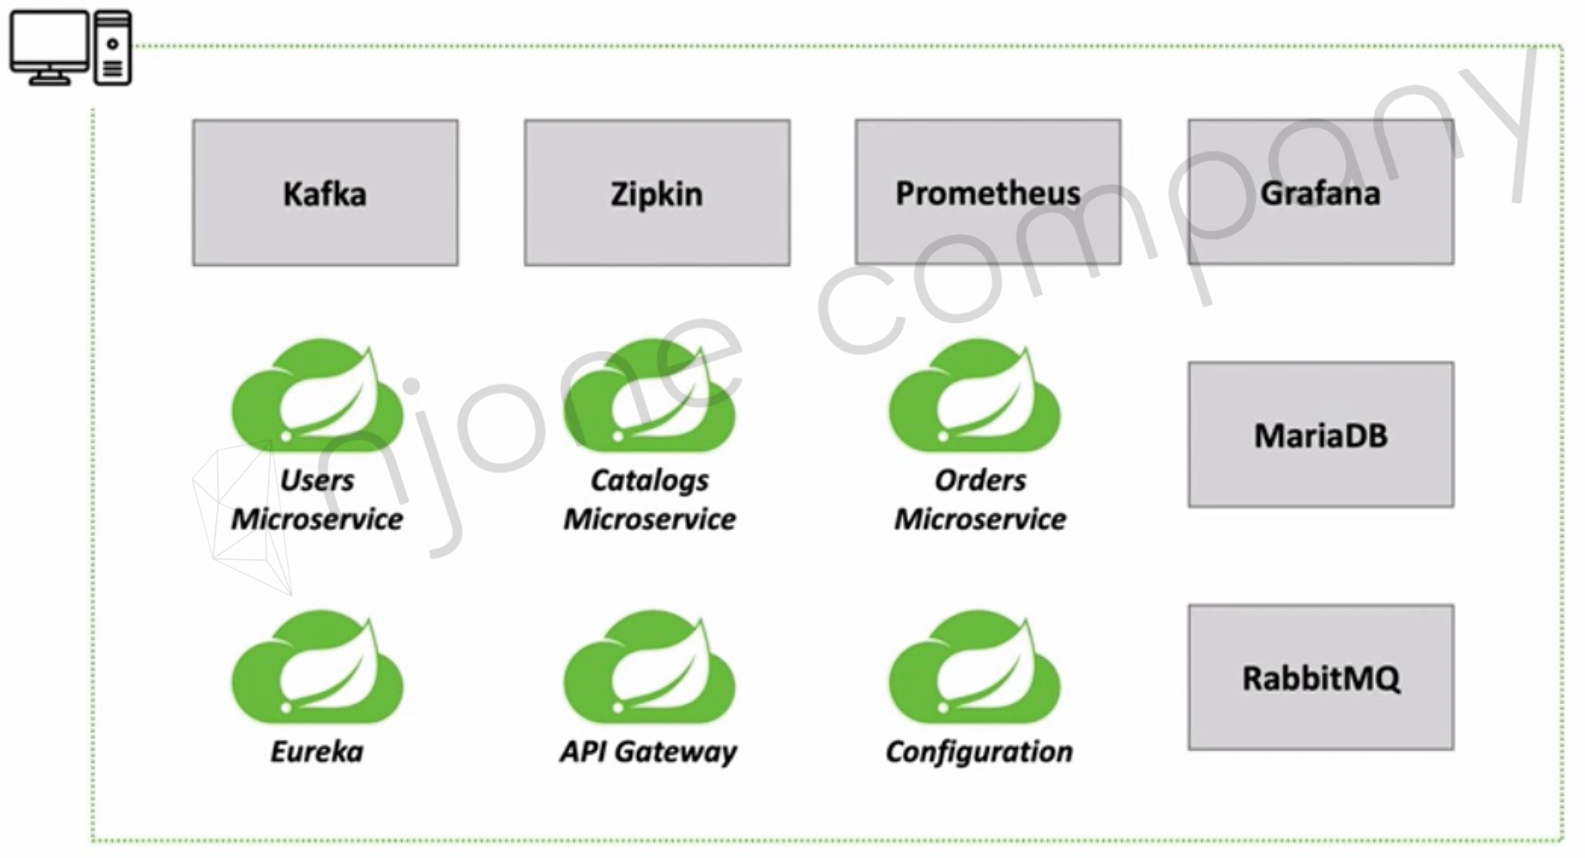 Kafka
Zipkin
Prometheus
Grafana
Users
Microservice
Catalogs
Microservice
Orders
Microservice
MariaDB
Eureka
API Gateway
Configuration
RabbitMQ
njone company